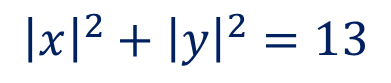 |x|² + |y|² = 13